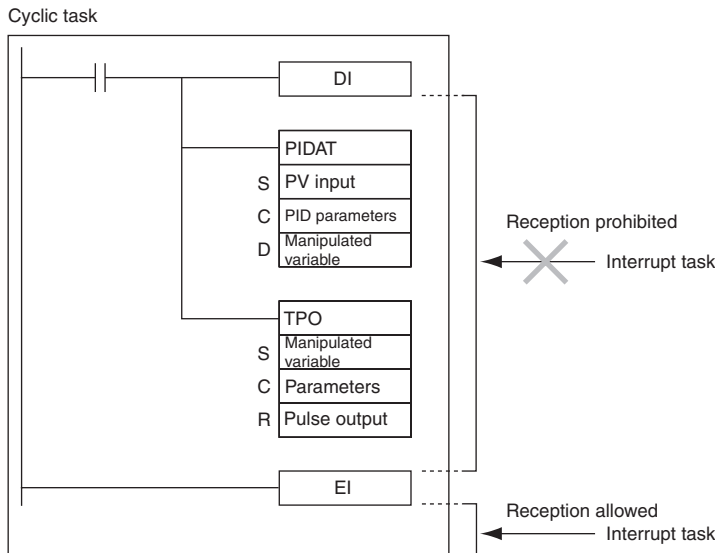 Cyclic task
DI
PIDAT
S PV input
C PID parameters
D Manipulated
variable
Reception prohibited
Interrupt task
TPO
S Manipulated
variable
C Parameters
R Pulse output
EI
Reception allowed
Interrupt task